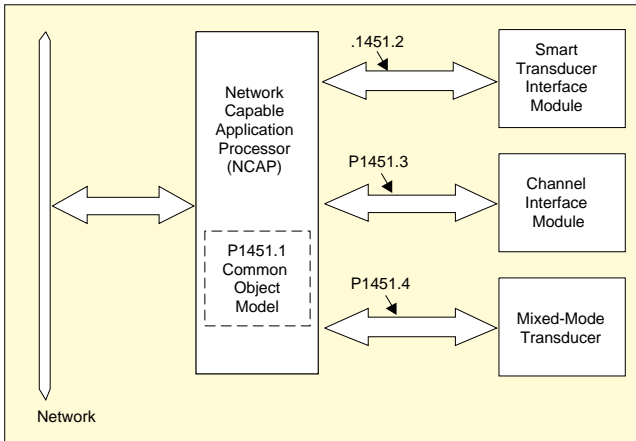 Network
Network
Capable
Application
Processor
(NCAP)
P1451.1
Common
Object
Model
.1451.2
Smart
Transducer
Interface
Module
P1451.3
Channel
Interface
Module
P1451.4
Mixed-Mode
Transducer